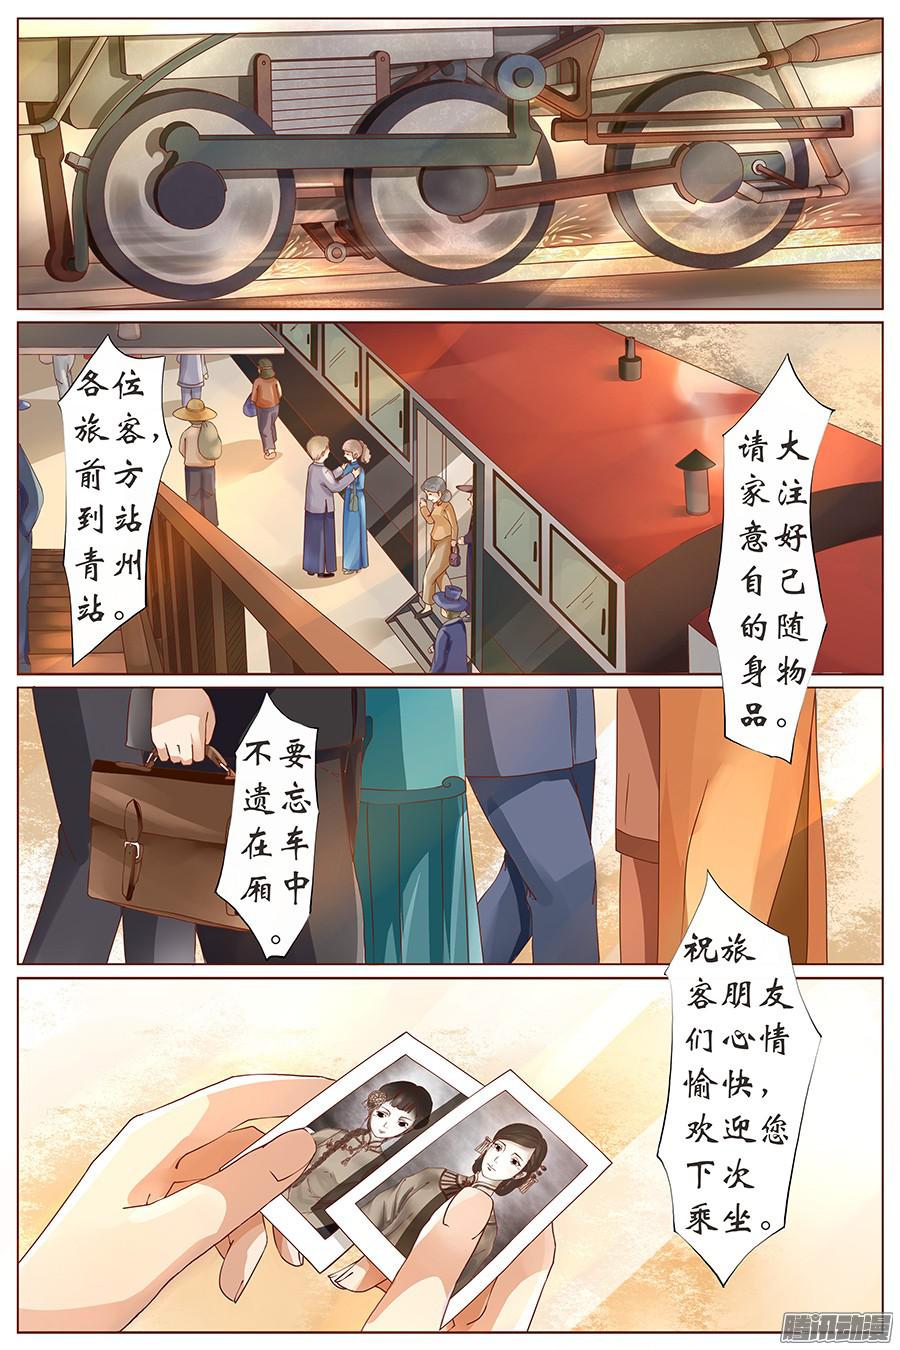 各位
旅客，
前方
到站
青州
站。
请大
家注
意好
自己
的随
身物
品。
不要
遗忘
在车
厢中
。
祝旅
客朋友
们心情
愉快，
欢迎您
下次
乘坐。
腾讯动漫